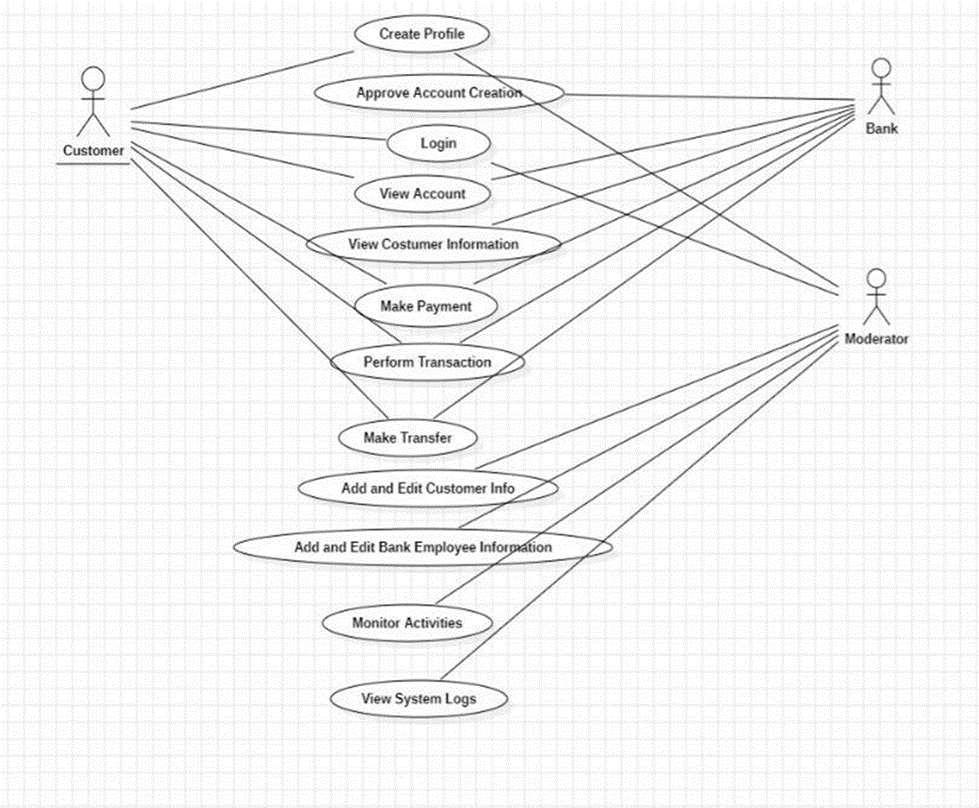 Create Profile
Approve Account Creation
Bank
Customer
Login
View Account
View Costumer Information
Make Payment
Moderator
Perform Transaction
Make Transfer
Add and Edit Customer Info
Add and Edit Bank Employee Information
Monitor Activities
View System Logs